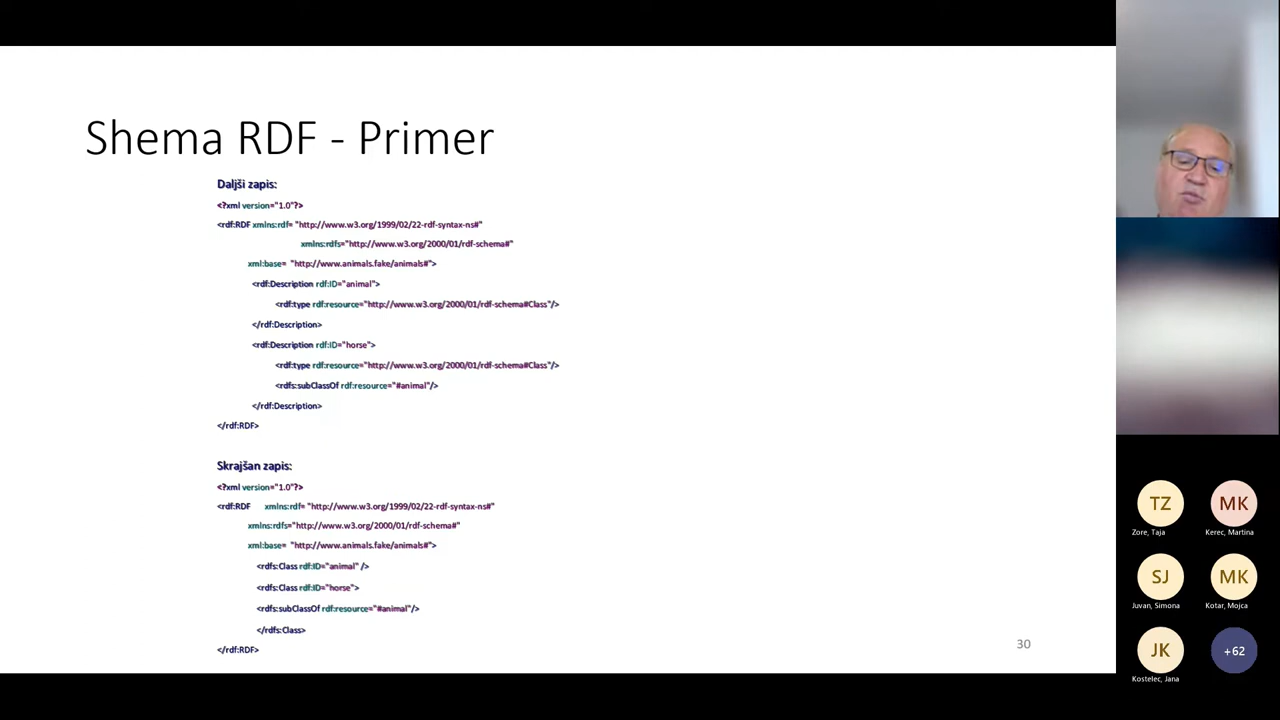 Shema RDF - Primer
Daljši zapis:
<?xml version="1.0"?>
<rdf:RDF xmlns:rdf= "http://www.w3.org/1999/02/22-rdf-syntax-ns#"
xmlns:rdfs="http://www.w3.org/2000/01/rdf-schema#"
xml:base= "http://www.animals.fake/animals#">
<rdf:Description rdf:ID="animal">
<rdf:type rdf:resource="http://www.w3.org/2000/01/rdf-schema#Class"/>
</rdf:Description>
<rdf:Description rdf:ID="horse">
<rdf:type rdf:resource="http://www.w3.org/2000/01/rdf-schema#Class"/>
<rdfs:subClassOf rdf:resource="#animal"/>
</rdf:Description>
</rdf:RDF>
Skrajšan zapis:
<?xml version="1.0"?>
<rdf:RDF xmlns:rdf= "http://www.w3.org/1999/02/22-rdf-syntax-ns#"
xmlns:rdfs="http://www.w3.org/2000/01/rdf-schema#"
xml:base= "http://www.animals.fake/animals#">
<rdfs:Class rdf:ID="animal" />
<rdfs:Class rdf:ID="horse">
<rdfs:subClassOf rdf:resource="#animal"/>
</rdfs:Class>
</rdf:RDF>
30
TZ MK
Zore, Taja Kerec, Martina
SJ MK
Juvan, Simona Kotar, Mojca
JK +62
Kostelec, Jana